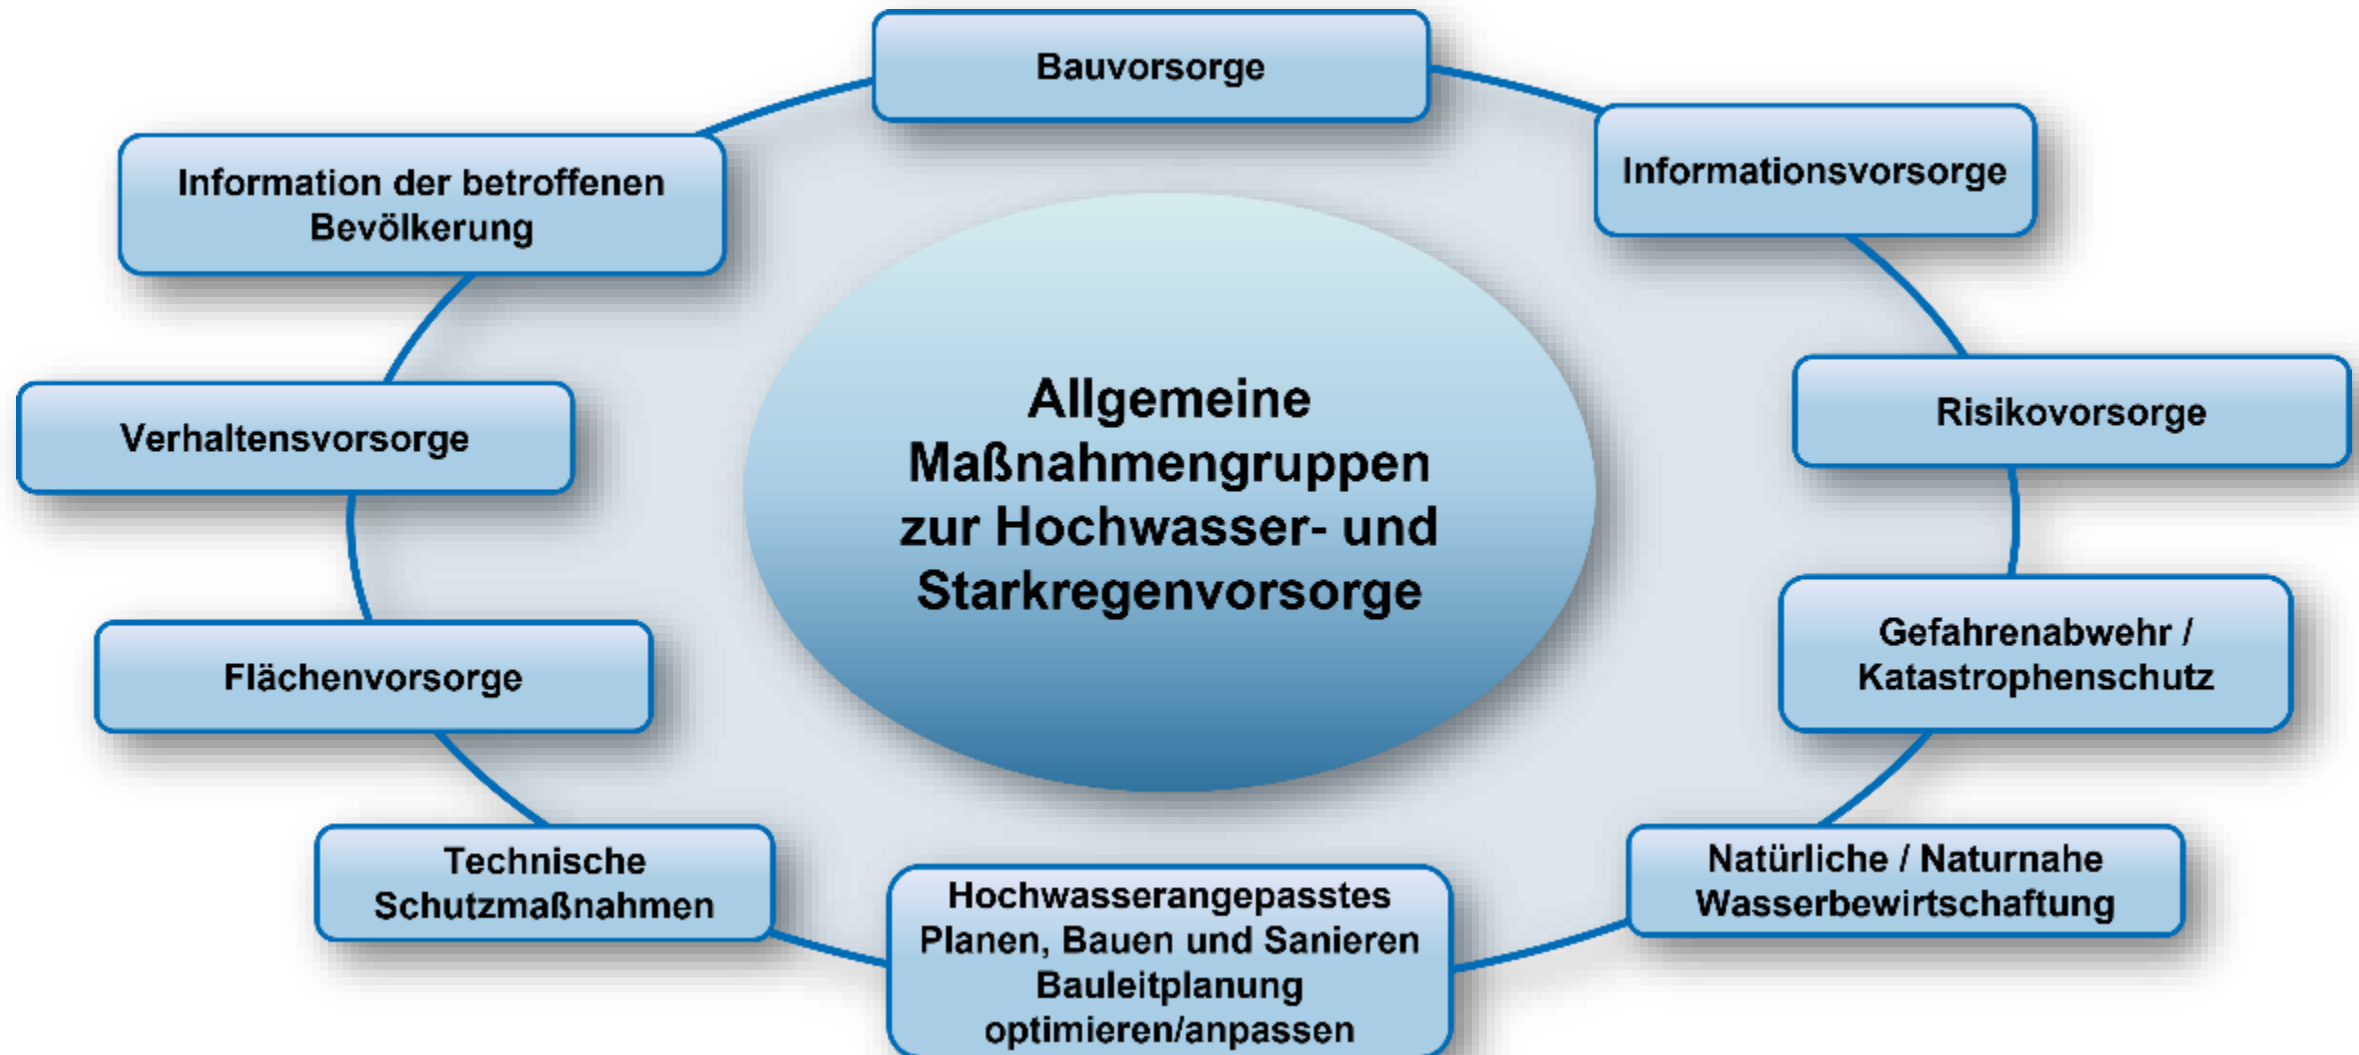 Bauvorsorge
Informationsvorsorge
Information der betroffenen
Bevölkerung
Risikovorsorge
Verhaltensvorsorge
Allgemeine
Maßnahmengruppen
zur Hochwasser- und
Starkregenvorsorge
Gefahrenabwehr /
Katastrophenschutz
Flächenvorsorge
Natürliche / Naturnahe
Wasserbewirtschaftung
Technische
Schutzmaßnahmen
Hochwasserangepasstes
Planen, Bauen und Sanieren
Bauleitplanung
optimieren/anpassen